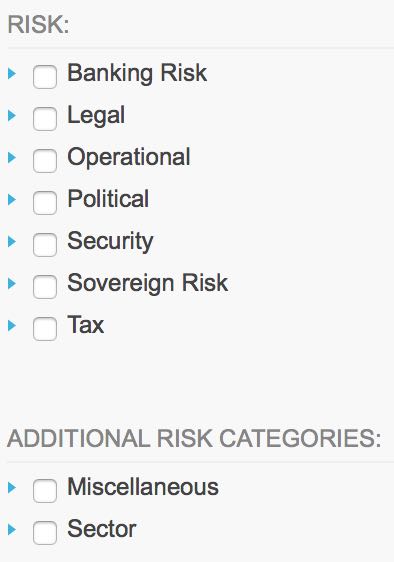 RISK:
Banking Risk
Legal
Operational
Political
Security
Sovereign Risk
Tax
ADDITIONAL RISK CATEGORIES:
Miscellaneous
Sector